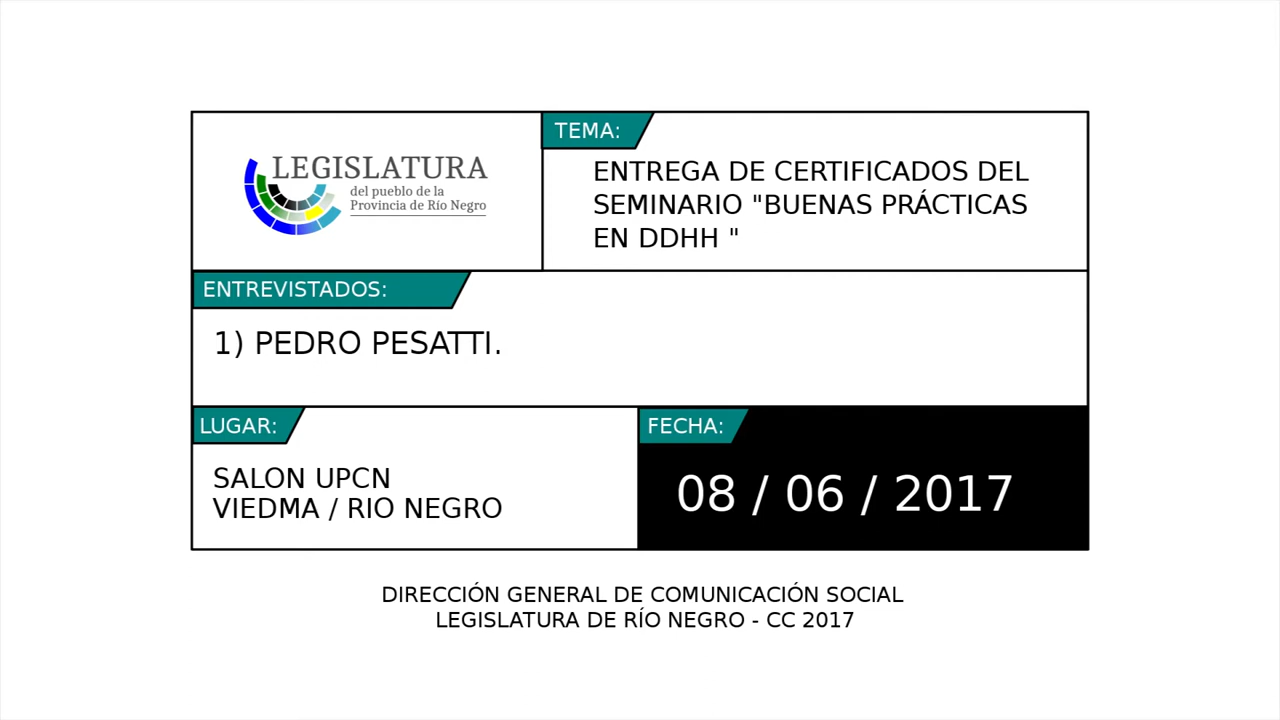 LEGISLATURA
del pueblo de la
Provincia de Río Negro
TEMA:
ENTREGA DE CERTIFICADOS DEL
SEMINARIO "BUENAS PRÁCTICAS
EN DDHH "
ENTREVISTADOS:
1) PEDRO PESATTI.
LUGAR:
SALON UPCN
VIEDMA / RIO NEGRO
FECHA:
08 / 06 / 2017
DIRECCIÓN GENERAL DE COMUNICACIÓN SOCIAL
LEGISLATURA DE RÍO NEGRO - CC 2017